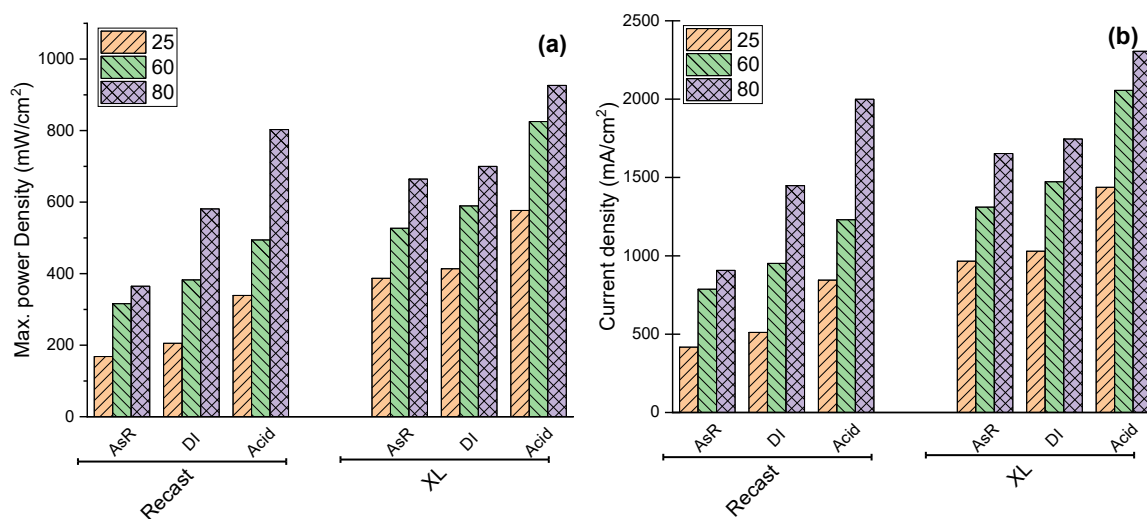 (a)
25
60
80
Max. power Density (mW/cm²)
1000
800
600
400
200
0
AsR
DI
Acid
AsR
DI
Acid
Recast
XL
(b)
25
60
80
Current density (mA/cm²)
2500
2000
1500
1000
500
0
AsR
DI
Acid
AsR
DI
Acid
Recast
XL